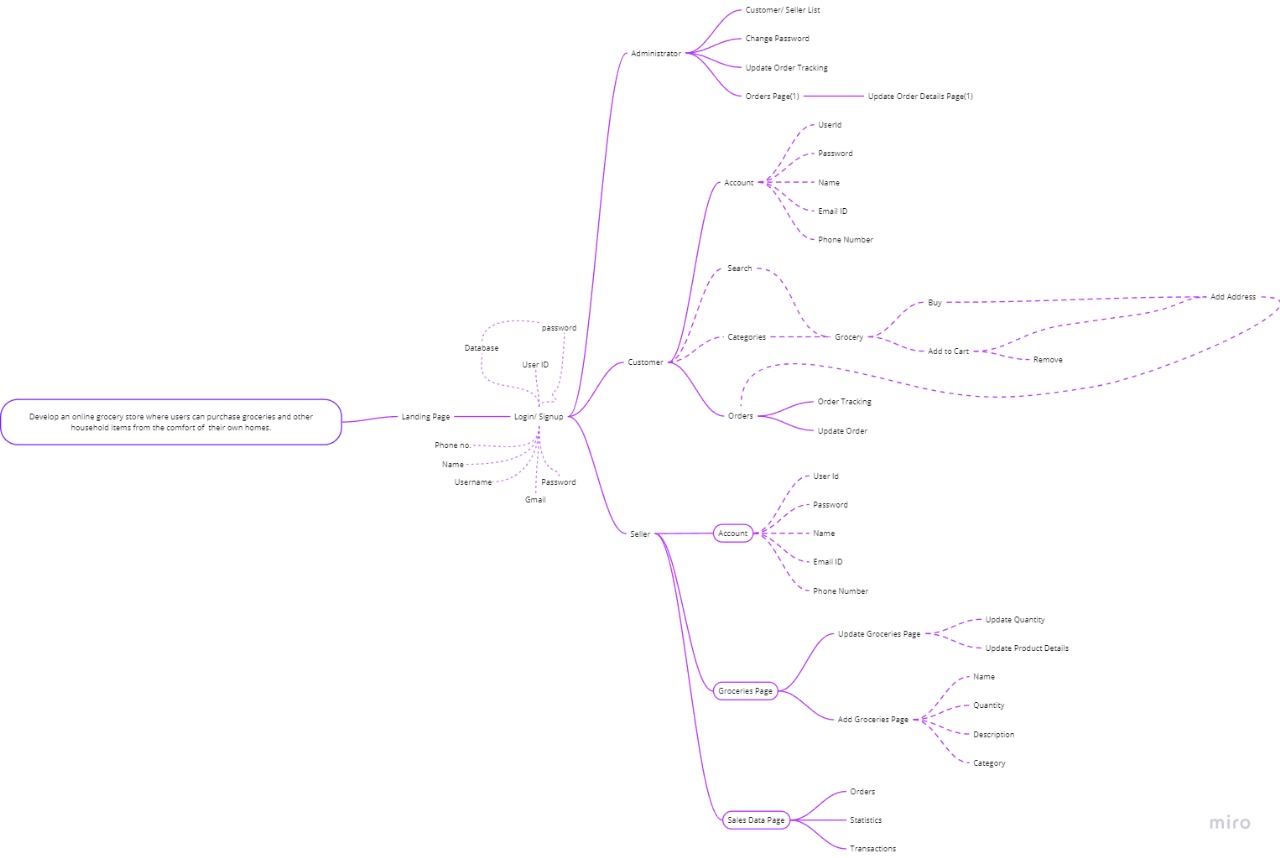 Develop an online grocery store where users can purchase groceries and other
household items from the comfort of their own homes.
Landing Page
Login/ Signup
password
Database
User ID
Phone no.
Name
Username
Password
Gmail
Administrator
Customer/ Seller List
Change Password
Update Order Tracking
Orders Page(1)
Update Order Details Page(1)
Customer
Account
UserId
Password
Name
Email ID
Phone Number
Search
Categories
Grocery
Buy
Add to Cart
Add Address
Remove
Orders
Order Tracking
Update Order
Seller
Account
User Id
Password
Name
Email ID
Phone Number
Groceries Page
Update Groceries Page
Update Quantity
Update Product Details
Add Groceries Page
Name
Quantity
Description
Category
Sales Data Page
Orders
Statistics
Transactions
miro